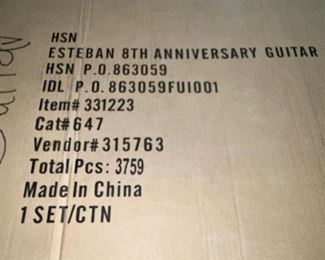 HSN
ESTEBAN 8TH ANNIVERSARY GUITAR
HSN P.O.863059
IDL P.O.863059FUI001
Item# 331223
Cat#647
Vendor# 315763
Total Pcs: 3759
Made In China
1 SET/CTN